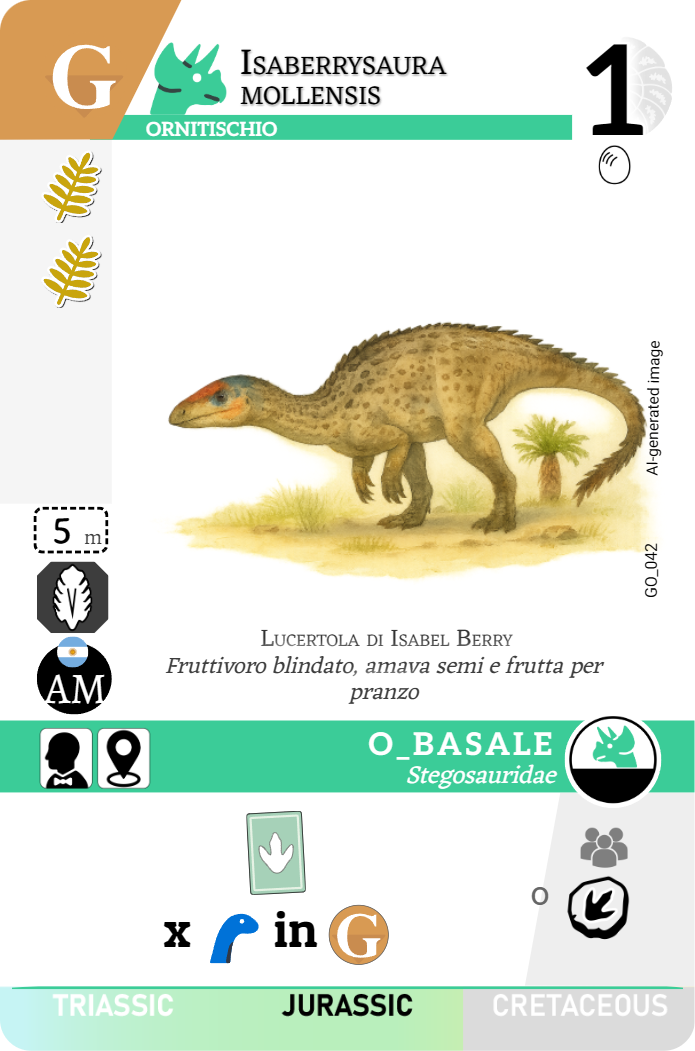 G
ISABERRYSAURA
MOLLENSIS
1
ORNITISCHIO
AI-generated image
5 m
GO_042
AM
LUCERTOLA DI ISABEL BERRY
Fruttivoro blindato, amava semi e frutta per
pranzo
O_BASALE
Stegosauridae
O
x in G
TRIASSIC JURASSIC CRETACEOUS